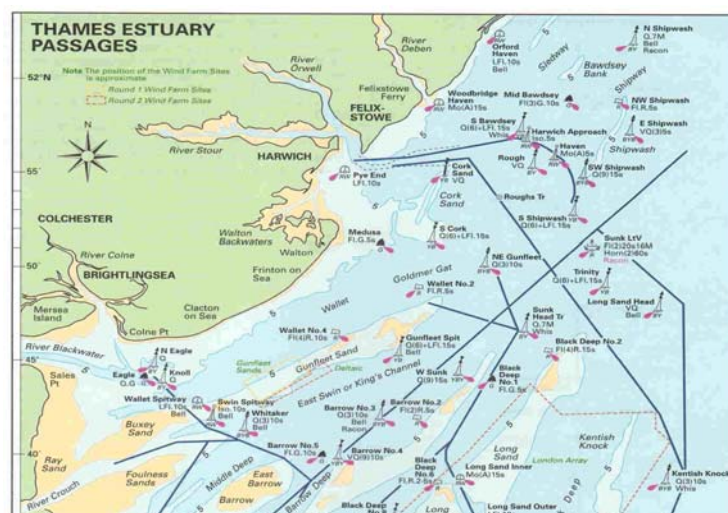 THAMES ESTUARY
PASSAGES
Note The position of the Wind Farm Sites
is approximate
Round 1 Wind Farm Sites
Round 2 Wind Farm Sites
52°N
55'
50'
45'
40'
N
River Orwell
River Deben
Felixstowe
Ferry
FELIX-
STOWE
River Stour
HARWICH
Orford
Haven
LFl.10s
Bell
Sledway
Bawdsey
Bank
Shipway
N Shipwash
Q.7M
Bell
Racon
Woodbridge
Haven
Mo(A)15s
Mid Bawdsey
Fl(3)G.10s
NW Shipwash
Fl.R.5s
S Bawdsey
Q(6)+LFl.15s
Whis
Harwich Approach
Iso.5s
E Shipwash
VQ(3)5s
Shipwash
Haven
Mo(A)5s
Rough
VQ
SW Shipwash
Q(9)15s
Pye End
LFl.10s
Cork
Sand
VQ
Cork
Sand
Roughs Tr
S Shipwash
Q(6)+LFl.15s
COLCHESTER
River Colne
BRIGHTLINGSEA
Mersea
Island
Walton
Backwaters
Walton
Frinton on
Sea
Clacton
on Sea
Colne Pt
Medusa
Fl.G.5s
S Cork
Q(6)+LFl.15s
Sunk LtV
Fl(2)20s16M
Horn(2)60s
Racon
NE Gunfleet
Q(3)10s
Goldmer Gat
Trinity
Q(6)+LFl.15s
Wallet
Wallet No.2
Fl.R.5s
Long Sand Head
VQ
Bell
Sunk
Head Tr
Q.7M
Whis
Wallet No.4
Fl(4)R.10s
Gunfleet Spit
Q(6)+LFl.15s
Bell
Black Deep No.2
Fl(4)R.15s
River Blackwater
N Eagle
Q
Eagle
Q.G
Knoll
Q
Gunfleet
Sands
Gunfleet Sand
Deltaic
East Swin or King's Channel
W Sunk
Q(9)15s
Black
Deep
No.1
Fl.G.5s
Sales Pt
Wallet Spitway
LFl.10s
Bell
Swin Spitway
Iso.10s
Bell
Whitaker
Q(3)10s
Bell
Barrow No.3
Q(3)10s
Bell
Racon
Barrow No.2
Fl(2)R.5s
Buxey
Sand
Ray
Sand
Foulness
Sands
River Crouch
Middle Deep
East
Barrow
Barrow No.5
Fl.G.10s
Barrow No.4
VQ(9)10s
Barrow Deep
Black
Deep
No.6
Fl.R.2·5s
Long
Sand
Long Sand Inner
Mo(A)15s
London Array
Kentish
Knock
Kentish Knock
Q(3)10s
Whis
Black Deep
Long
Long Sand Outer
Deep